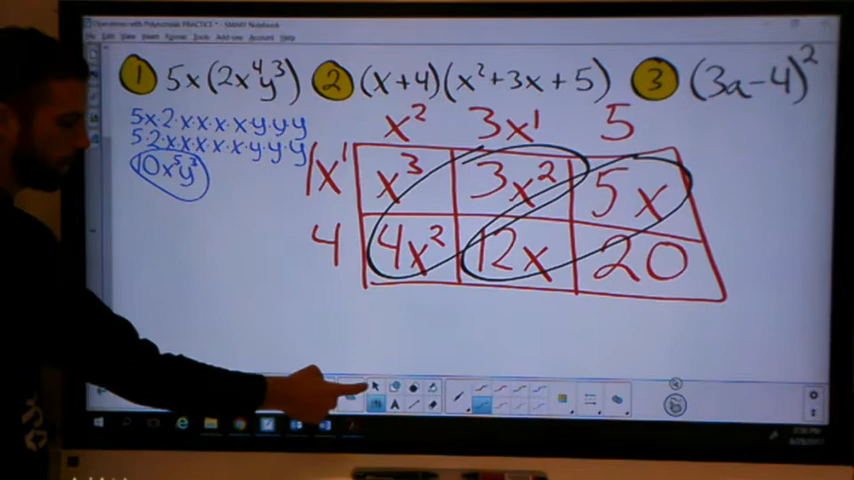 Operations with Polynomials PRACTICE * - SMART Notebook
File Edit View Insert Format Tools Add-ons Account Help
1 5x(2x⁴y³) 2 (x+4)(x²+3x+5) 3 (3a-4)²
5x·2·x·x·x·x·y·y·y
5·2·x·x·x·x·x·y·y·y
10x⁵y³
x² 3x¹ 5
1x¹ x³ 3x² 5x
4 4x² 12x 20